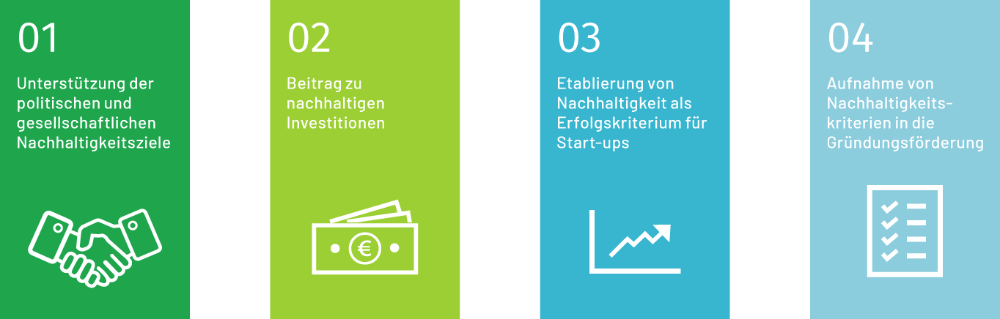 01
Unterstützung der
politischen und
gesellschaftlichen
Nachhaltigkeitsziele
02
Beitrag zu
nachhaltigen
Investitionen
€
03
Etablierung von
Nachhaltigkeit als
Erfolgskriterium für
Start-ups
04
Aufnahme von
Nachhaltigkeits-
kriterien in die
Gründungsförderung